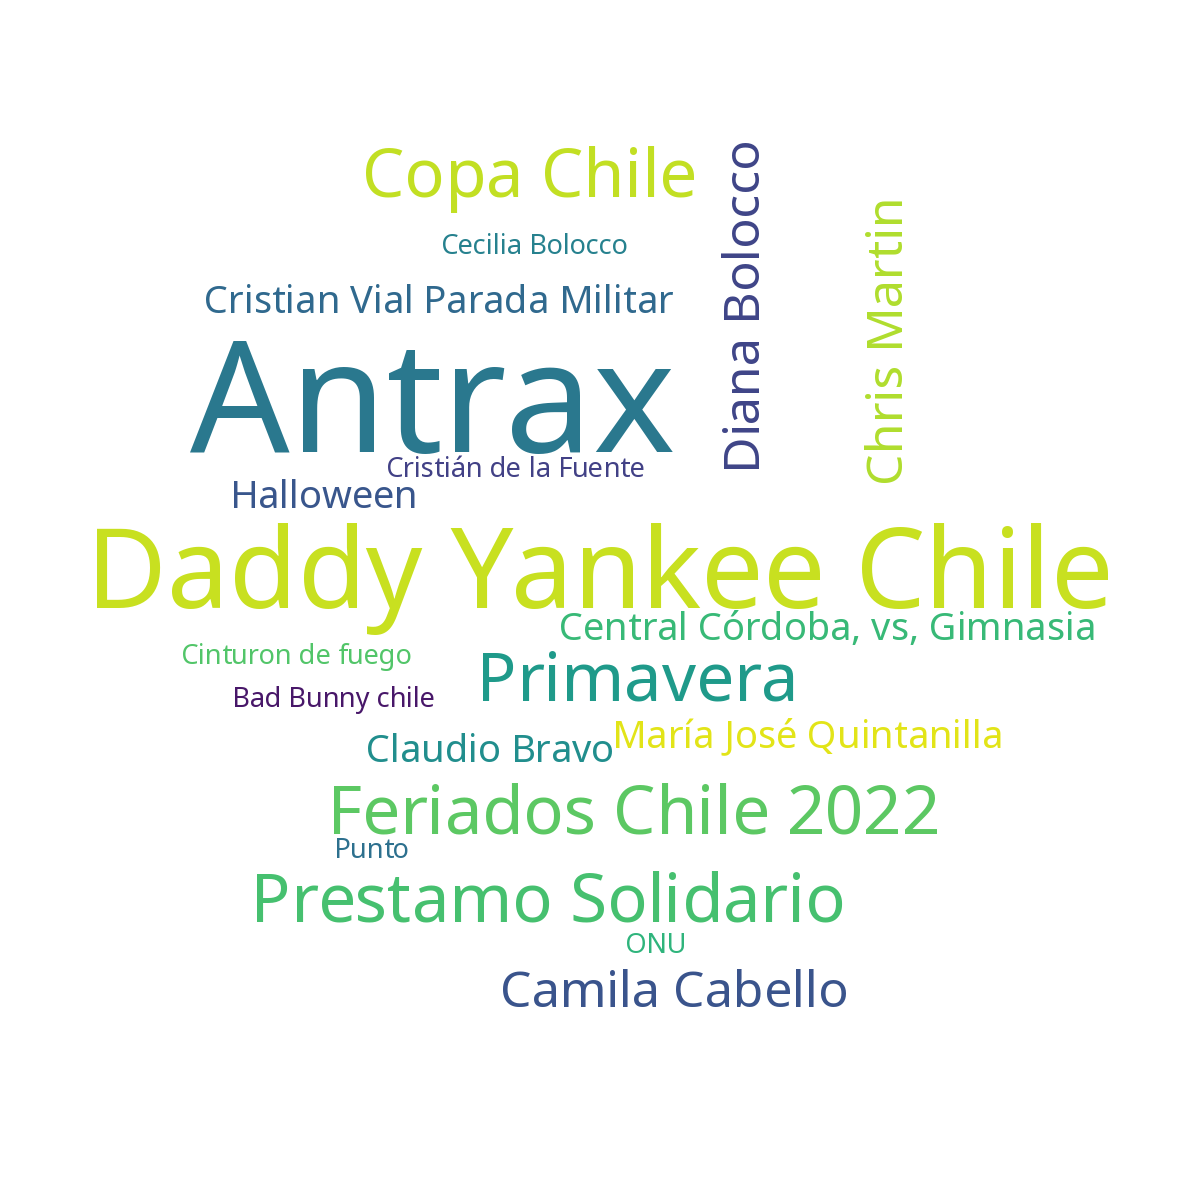 Copa Chile
Diana Bolocco
Chris Martin
Cecilia Bolocco
Cristian Vial Parada Militar
Antrax
Cristián de la Fuente
Halloween
Daddy Yankee Chile
Central Córdoba, vs, Gimnasia
Cinturon de fuego
Primavera
Bad Bunny chile
María José Quintanilla
Claudio Bravo
Feriados Chile 2022
Punto
Prestamo Solidario
ONU
Camila Cabello